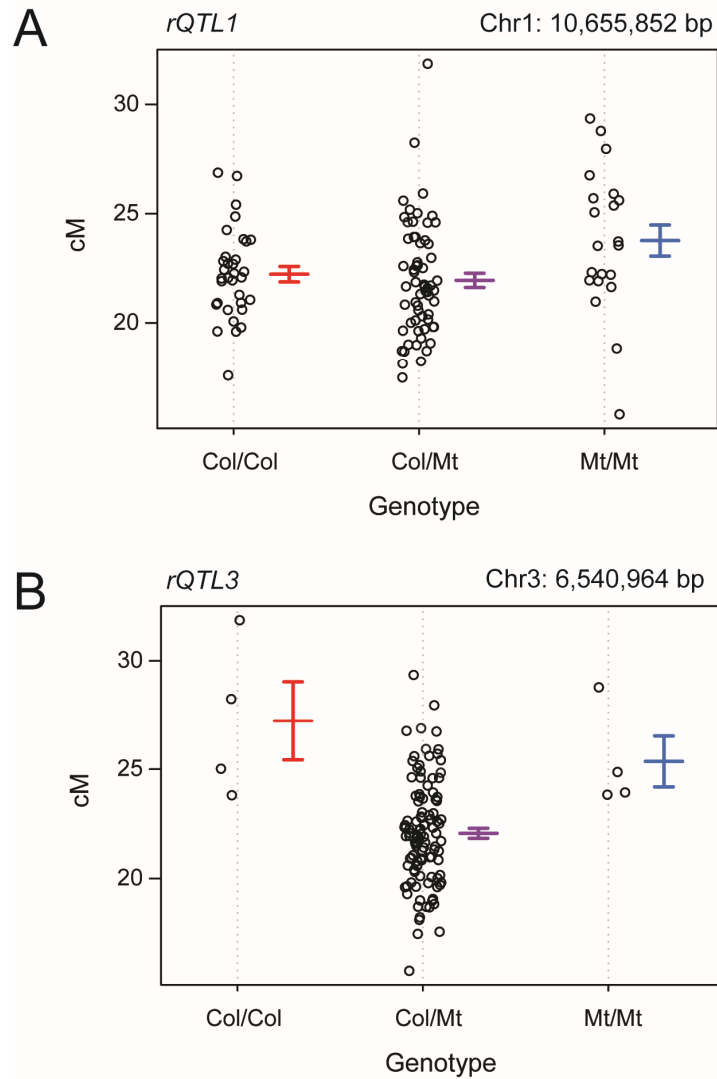 A
rQTL1
Chr1: 10,655,852 bp
30
25
20
cM
Col/Col
Col/Mt
Mt/Mt
Genotype
B
rQTL3
Chr3: 6,540,964 bp
30
25
20
cM
Col/Col
Col/Mt
Mt/Mt
Genotype